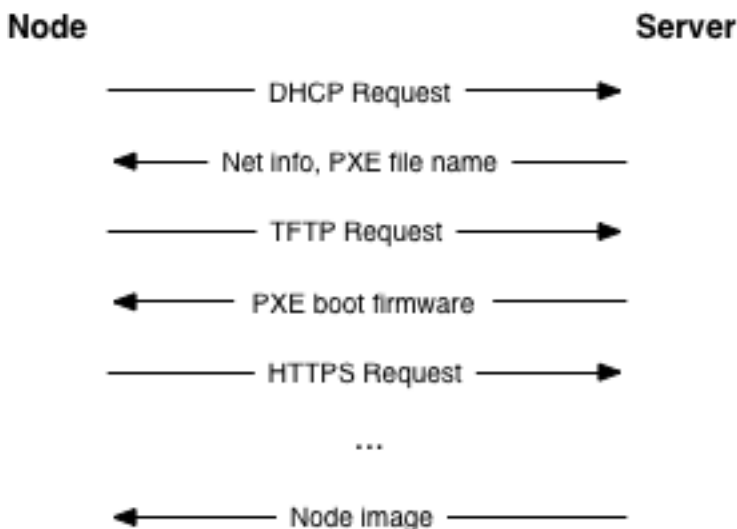 Node Server
DHCP Request
Net info, PXE file name
TFTP Request
PXE boot firmware
HTTPS Request
...
Node image